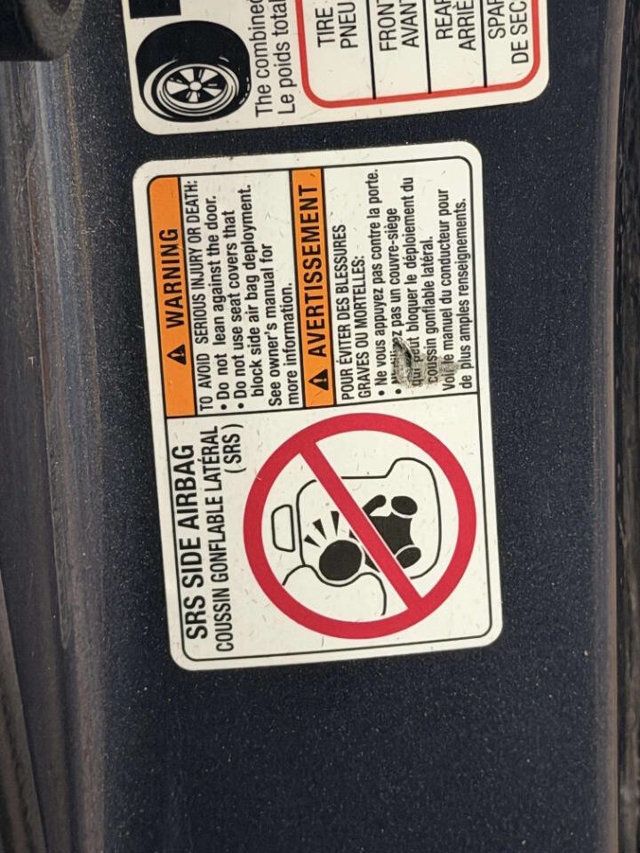 SRS SIDE AIRBAG
COUSSIN GONFLABLE LATÉRAL
(SRS)
WARNING
TO AVOID SERIOUS INJURY OR DEATH:
• Do not lean against the door.
• Do not use seat covers that
block side air bag deployment.
See owner's manual for
more information.
AVERTISSEMENT
POUR ÉVITER DES BLESSURES
GRAVES OU MORTELLES:
• Ne vous appuyez pas contre la porte.
• pas un couvre-siège
bloquer le déploiement du
coussin gonflable latéral.
le manuel du conducteur pour
de plus amples renseignements.
The combined
Le poids total
TIRE
PNEU
FRONT
AVANT
REAR
ARRIÈ
SPAR
DE SEC